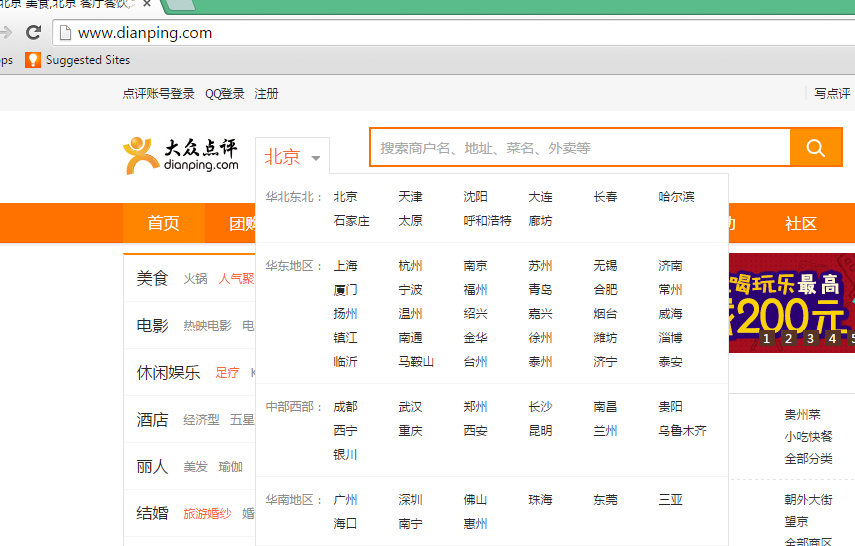 北京 美食,北京 客厅客饮,
www.dianping.com
Suggested Sites
点评账号登录 QQ登录 注册
写点评
大众点评
dianping.com
北京
搜索商户名、地址、菜名、外卖等
首页 团购
社区
华北东北： 北京 天津 沈阳 大连 长春 哈尔滨
石家庄 太原 呼和浩特 廊坊
华东地区： 上海 杭州 南京 苏州 无锡 济南
厦门 宁波 福州 青岛 合肥 常州
扬州 温州 绍兴 嘉兴 烟台 威海
镇江 南通 金华 徐州 潍坊 淄博
临沂 马鞍山 台州 泰州 济宁 泰安
中部西部： 成都 武汉 郑州 长沙 南昌 贵阳
西宁 重庆 西安 昆明 兰州 乌鲁木齐
银川
华南地区： 广州 深圳 佛山 珠海 东莞 三亚
海口 南宁 惠州
美食 火锅 人气聚
电影 热映电影 电
休闲娱乐 足疗
酒店 经济型 五星
丽人 美发 瑜伽
结婚 旅游婚纱 婚
喝玩乐最高
200元
1 2 3 4 5
贵州菜
小吃快餐
全部分类
朝外大街
望京
全部商区